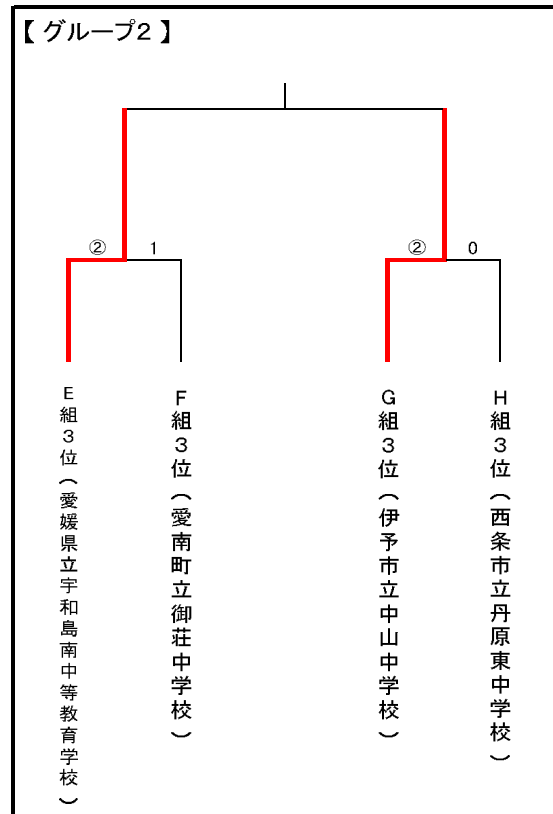 【 グループ2 】
② 1
② 0
E組3位(愛媛県立宇和島南中等教育学校)
F組3位(愛南町立御荘中学校)
G組3位(伊予市立中山中学校)
H組3位(西条市立丹原東中学校)